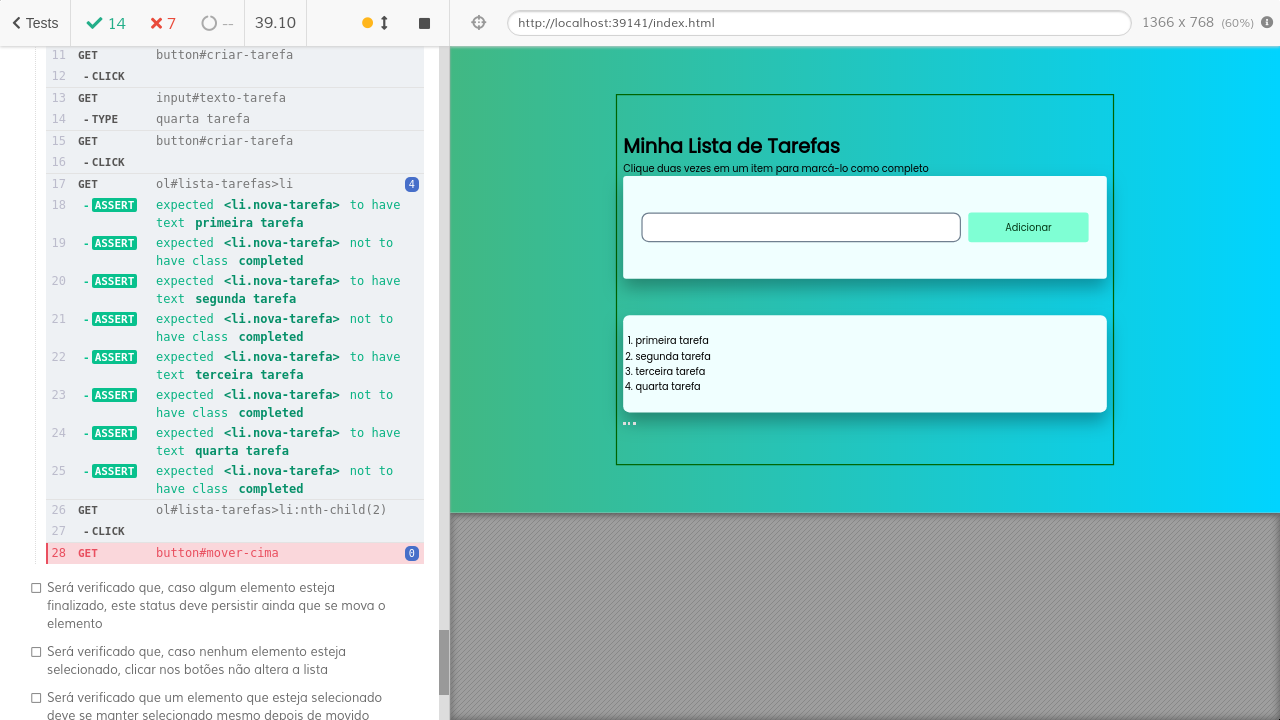 Tests
14
7
--
39.10
http://localhost:39141/index.html
1366 x 768 (60%)
11 GET button#criar-tarefa
12 -CLICK
13 GET input#texto-tarefa
14 -TYPE quarta tarefa
15 GET button#criar-tarefa
16 -CLICK
17 GET ol#lista-tarefas>li 4
18 -ASSERT expected <li.nova-tarefa> to have
text primeira tarefa
19 -ASSERT expected <li.nova-tarefa> not to
have class completed
20 -ASSERT expected <li.nova-tarefa> to have
text segunda tarefa
21 -ASSERT expected <li.nova-tarefa> not to
have class completed
22 -ASSERT expected <li.nova-tarefa> to have
text terceira tarefa
23 -ASSERT expected <li.nova-tarefa> not to
have class completed
24 -ASSERT expected <li.nova-tarefa> to have
text quarta tarefa
25 -ASSERT expected <li.nova-tarefa> not to
have class completed
26 GET ol#lista-tarefas>li:nth-child(2)
27 -CLICK
28 GET button#mover-cima 0
Será verificado que, caso algum elemento esteja
finalizado, este status deve persistir ainda que se mova o
elemento
Será verificado que, caso nenhum elemento esteja
selecionado, clicar nos botões não altera a lista
Será verificado que um elemento que esteja selecionado
deve se manter selecionado mesmo depois de movido
Minha Lista de Tarefas
Clique duas vezes em um item para marcá-lo como completo
Adicionar
1. primeira tarefa
2. segunda tarefa
3. terceira tarefa
4. quarta tarefa